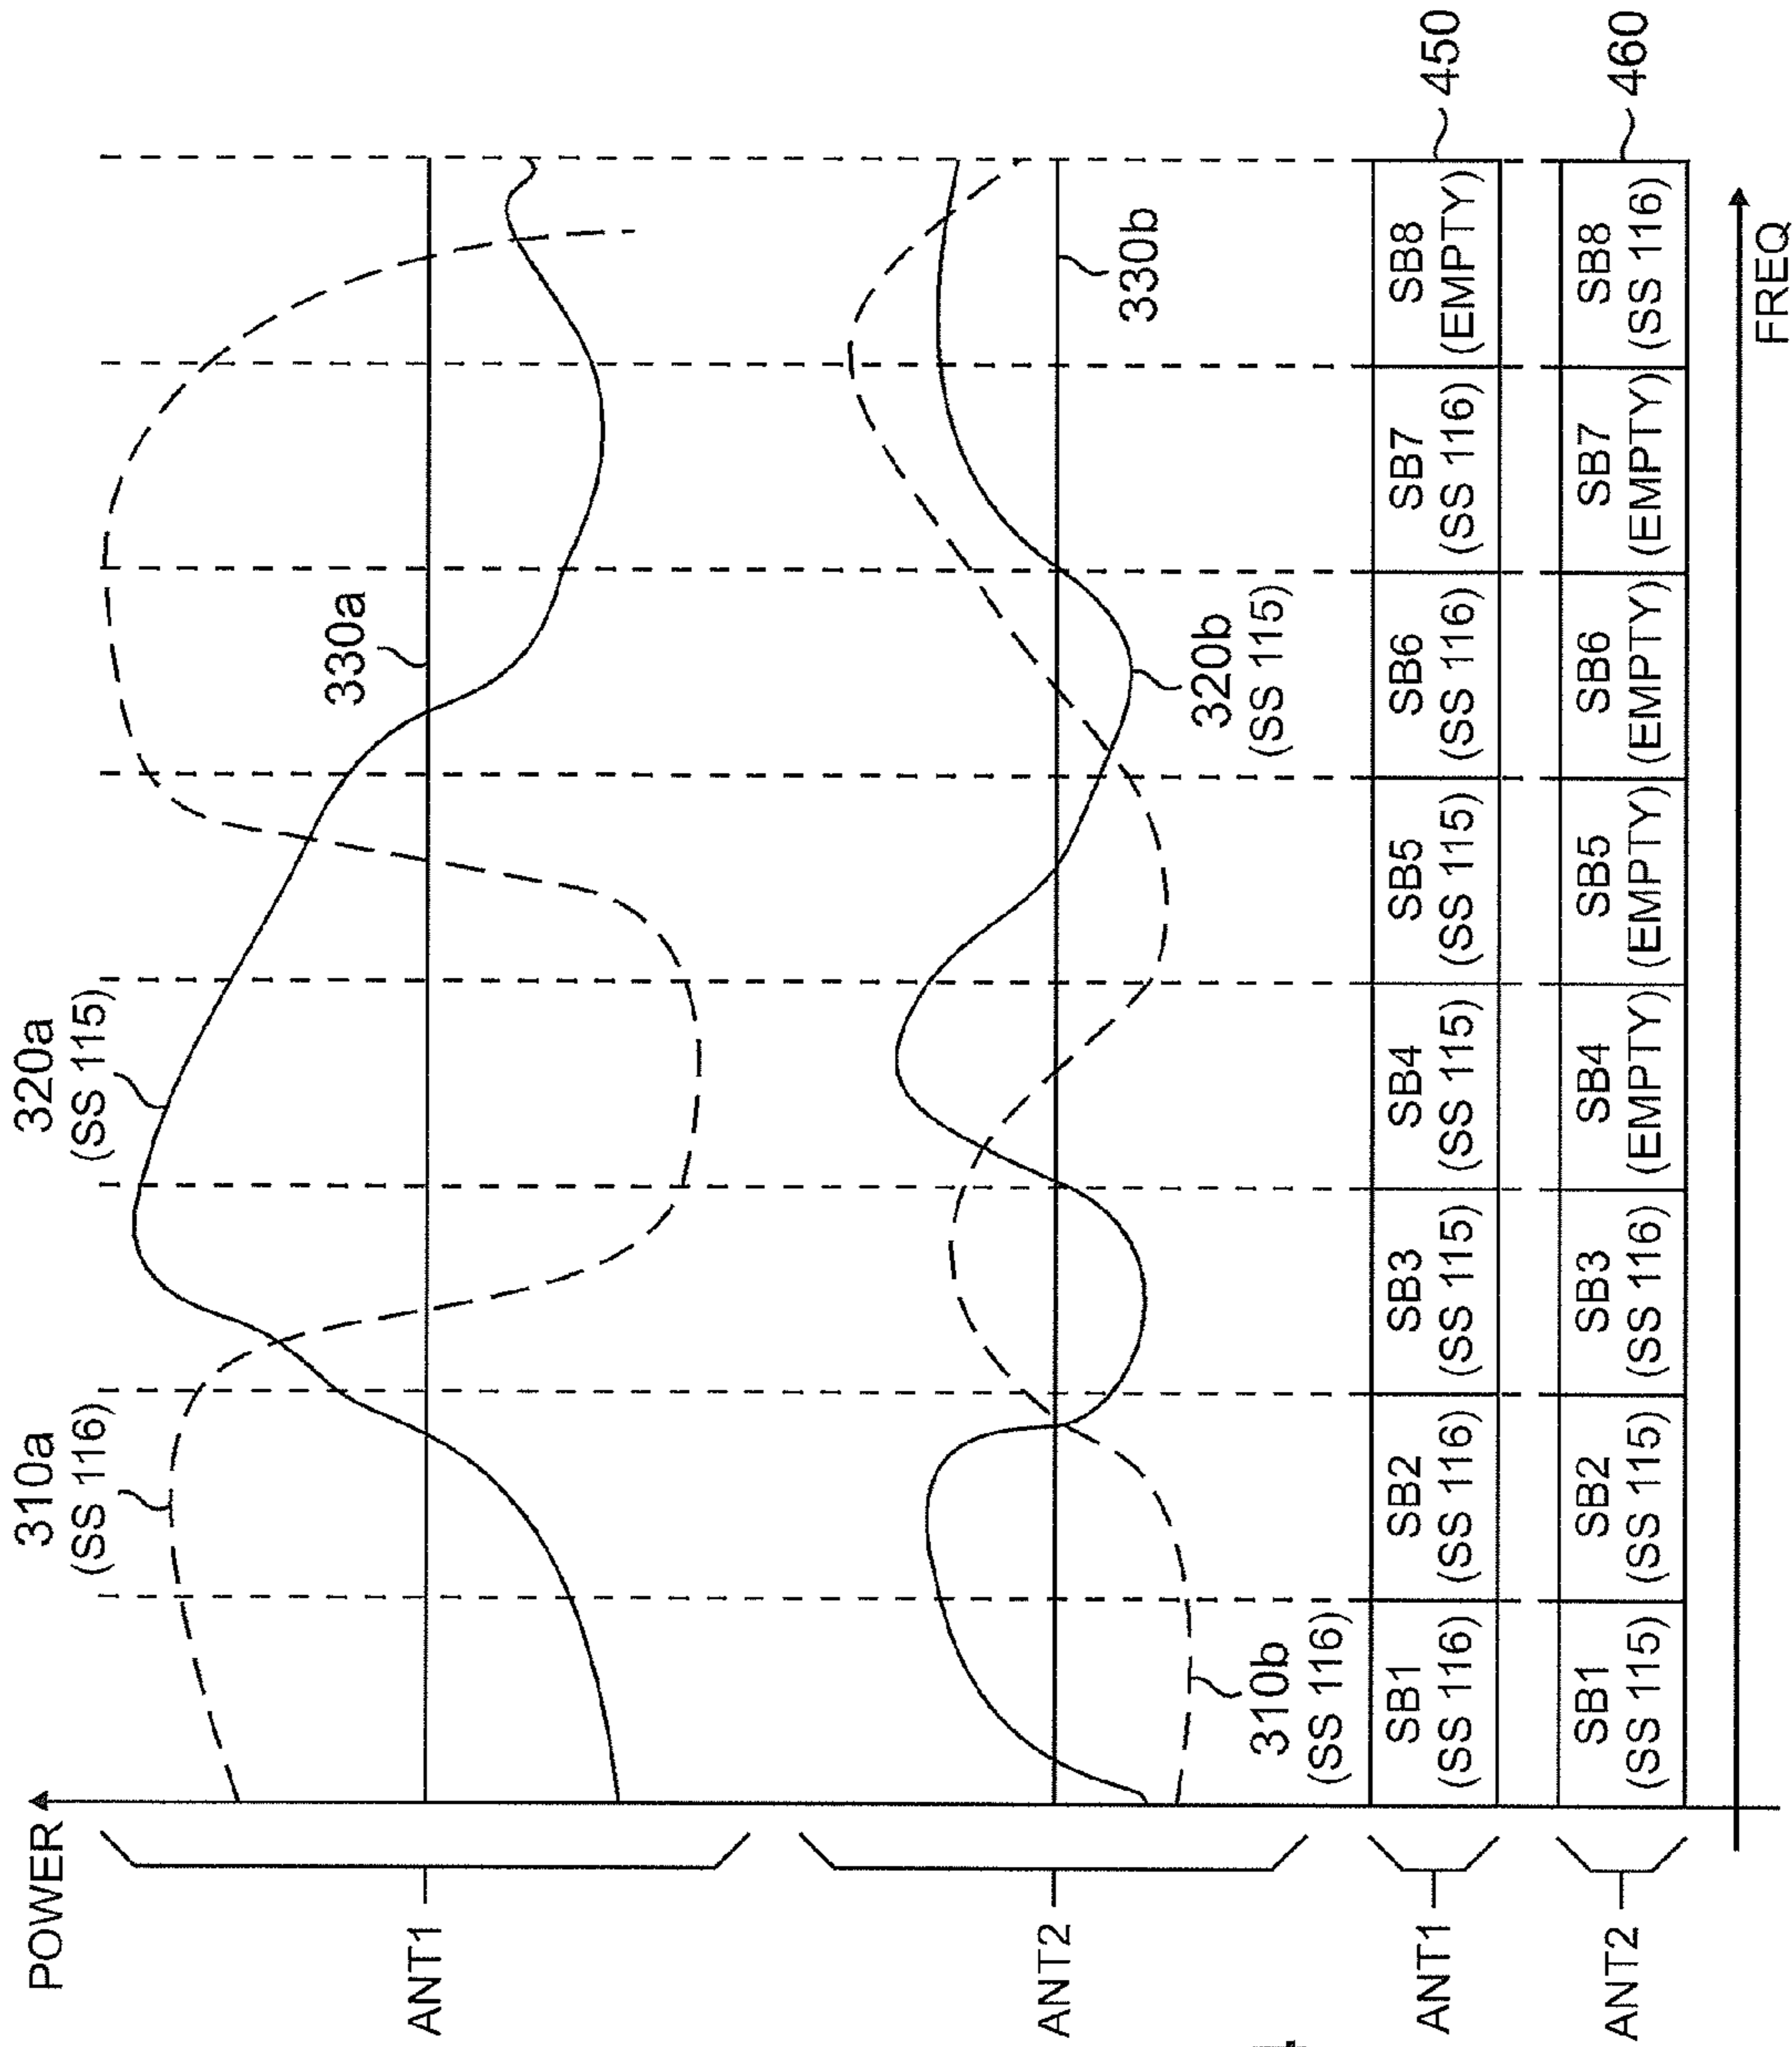 POWER
310a
(SS 116)
320a
(SS 115)
330a
ANT1
ANT2
310b
(SS 116)
320b
(SS 115)
330b
ANT1
SB1
(SS 116)
SB2
(SS 116)
SB3
(SS 115)
SB4
(SS 115)
SB5
(SS 115)
SB6
(SS 116)
SB7
(SS 116)
SB8
(EMPTY)
450
ANT2
SB1
(SS 115)
SB2
(SS 115)
SB3
(SS 116)
SB4
(EMPTY)
SB5
(EMPTY)
SB6
(EMPTY)
SB7
(EMPTY)
SB8
(SS 116)
460
FREQ